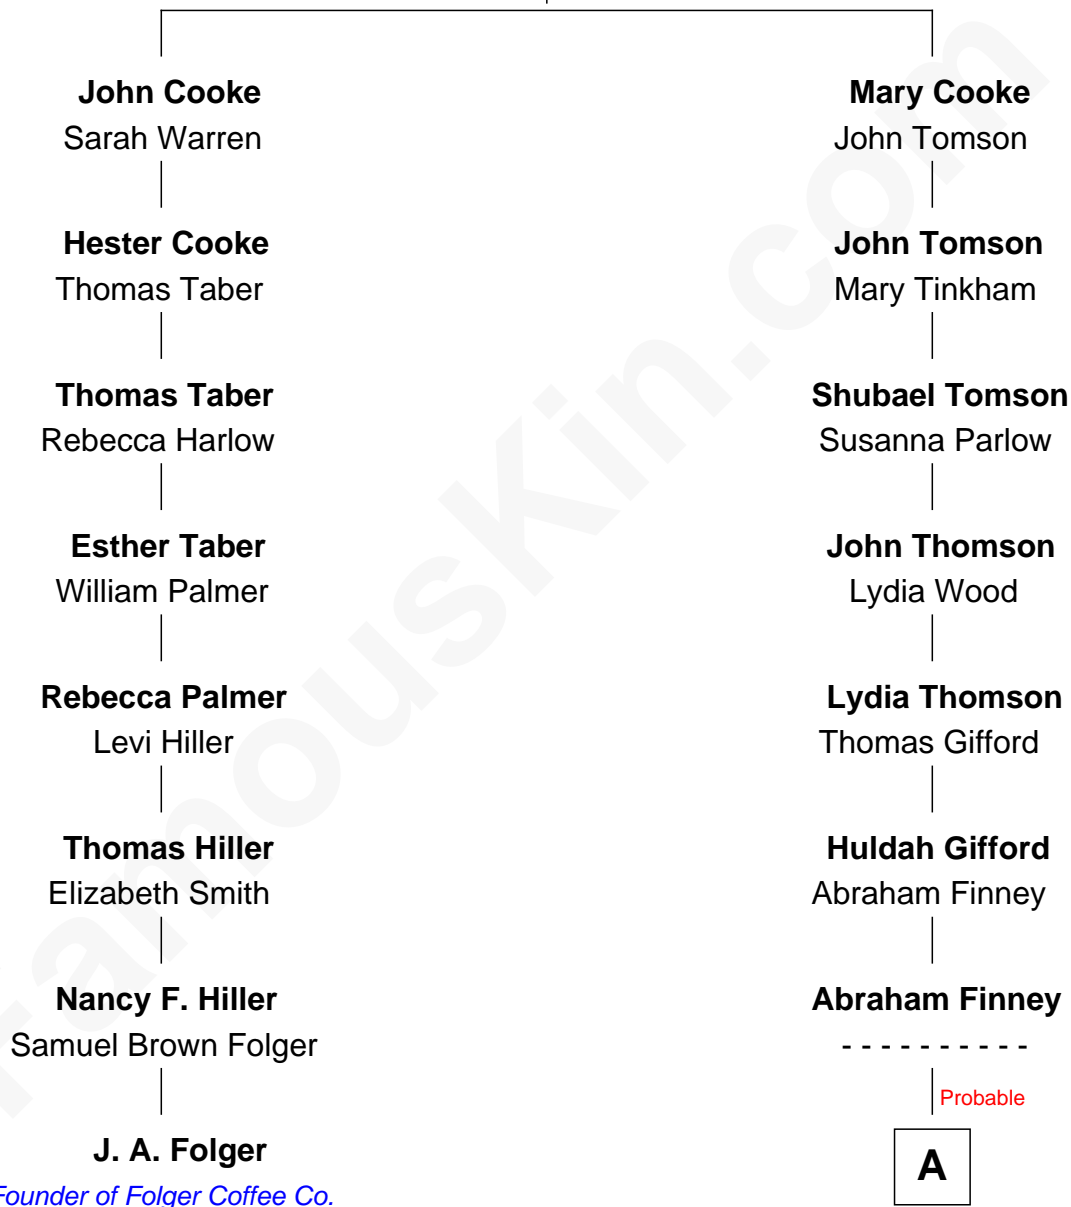 John Cooke
Sarah Warren
Mary Cooke
John Tomson
Hester Cooke
Thomas Taber
John Tomson
Mary Tinkham
Thomas Taber
Rebecca Harlow
Shubael Tomson
Susanna Parlow
Esther Taber
William Palmer
John Thomson
Lydia Wood
Rebecca Palmer
Levi Hiller
Lydia Thomson
Thomas Gifford
Thomas Hiller
Elizabeth Smith
Huldah Gifford
Abraham Finney
Nancy F. Hiller
Samuel Brown Folger
Abraham Finney
- - - - - - - - - -
Probable
J. A. Folger
Founder of Folger Coffee Co.
A
FamousKin.com